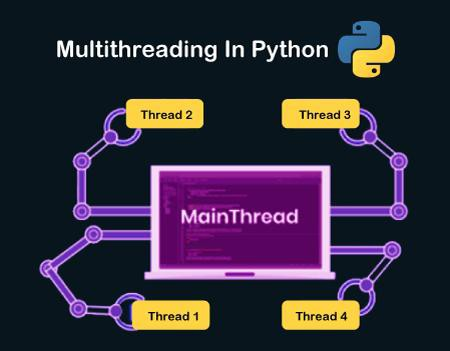 Multithreading In Python
Thread 2
Thread 3
MainThread
Thread 1
Thread 4